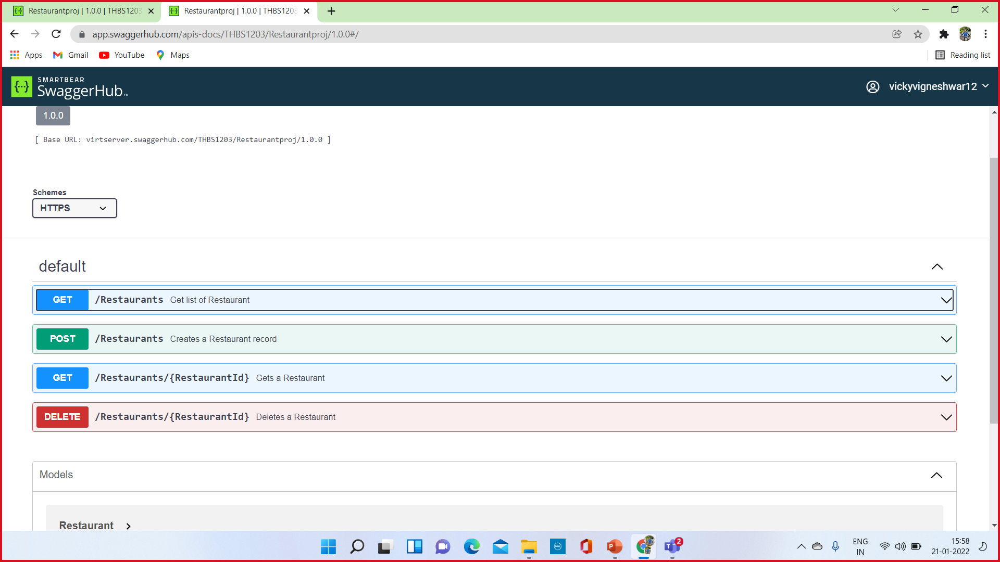 Restaurantproj | 1.0.0 | THBS1203
Restaurantproj | 1.0.0 | THBS1203
app.swaggerhub.com/apis-docs/THBS1203/Restaurantproj/1.0.0#/
Apps
Gmail
YouTube
Maps
Reading list
SMARTBEAR
SwaggerHub™
vickyvigneshwar12
1.0.0
[ Base URL: virtserver.swaggerhub.com/THBS1203/Restaurantproj/1.0.0 ]
Schemes
HTTPS
default
GET /Restaurants Get list of Restaurant
POST /Restaurants Creates a Restaurant record
GET /Restaurants/{RestaurantId} Gets a Restaurant
DELETE /Restaurants/{RestaurantId} Deletes a Restaurant
Models
Restaurant
DELL
P
T
2
ENG
IN
15:58
21-01-2022